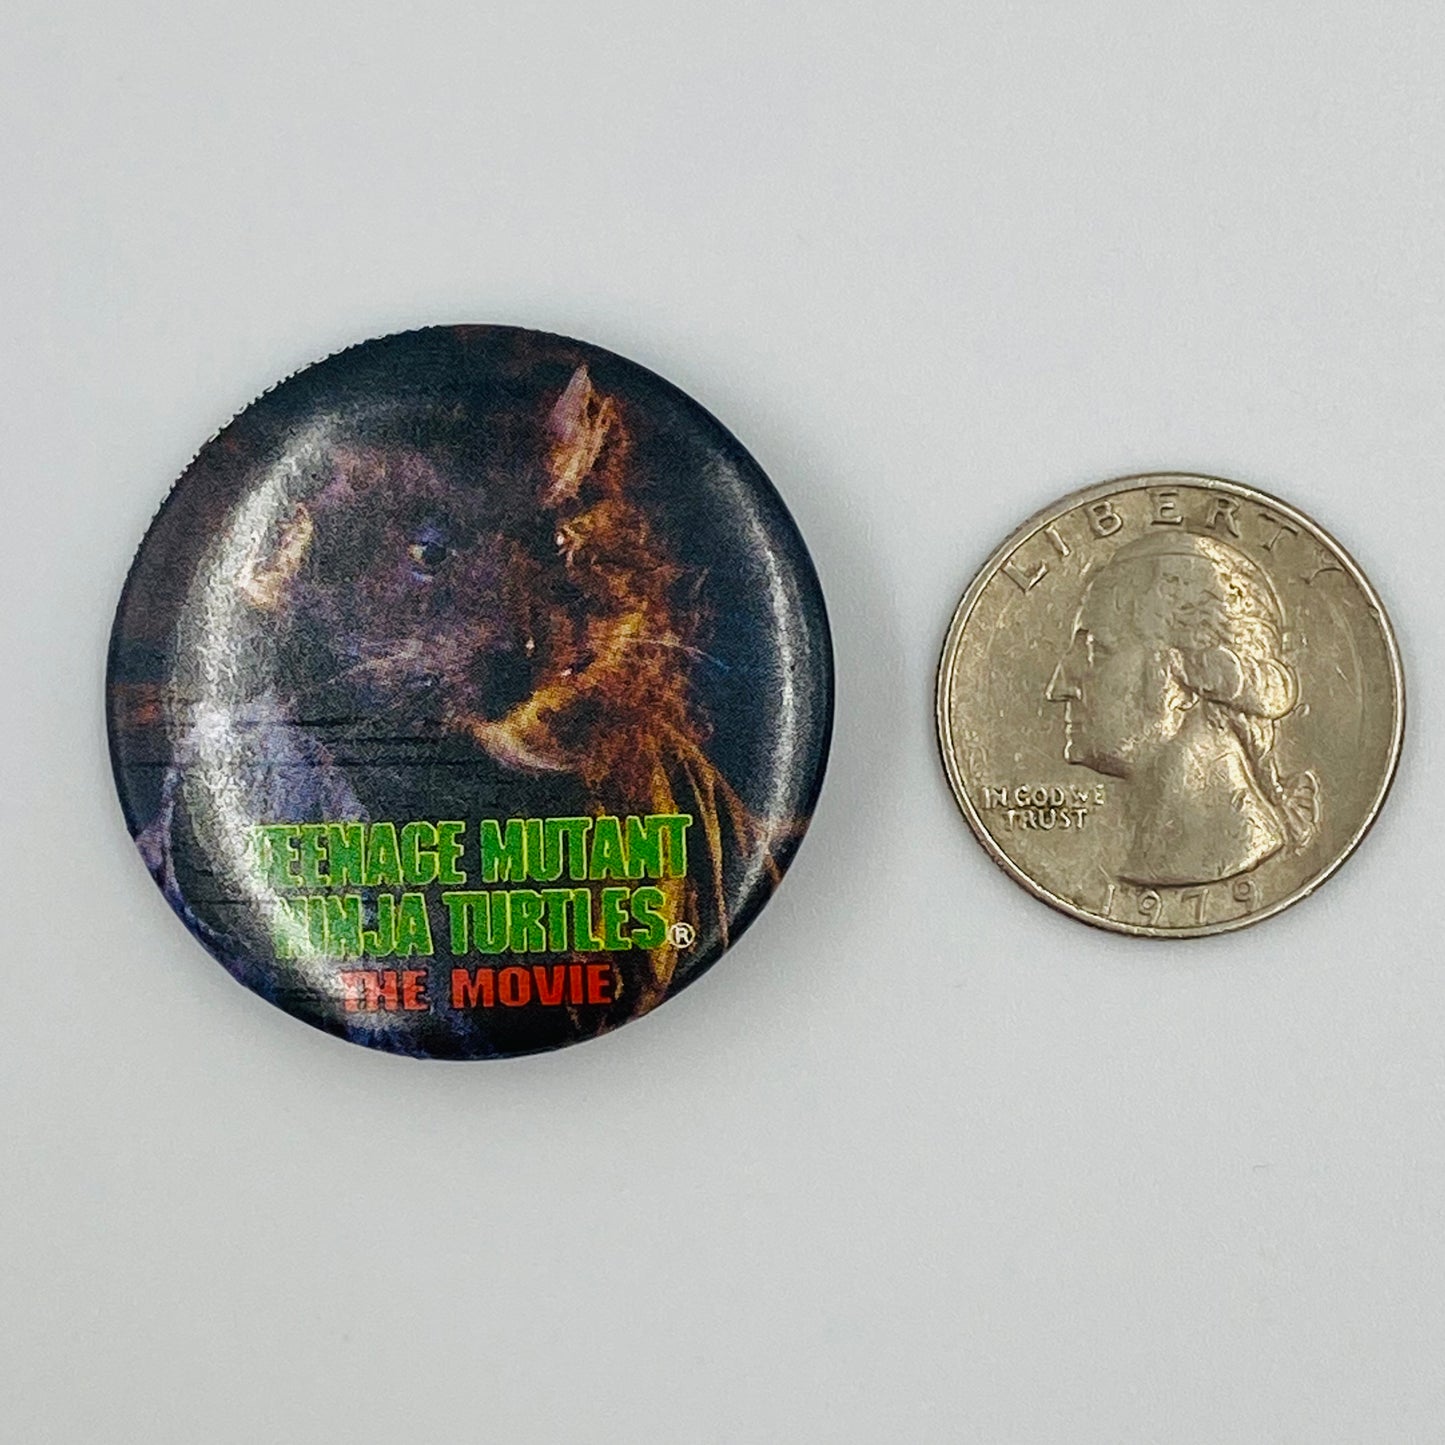 TEENAGE MUTANT
NINJA TURTLES®
THE MOVIE
LIBERTY
IN GOD WE
TRUST
1979